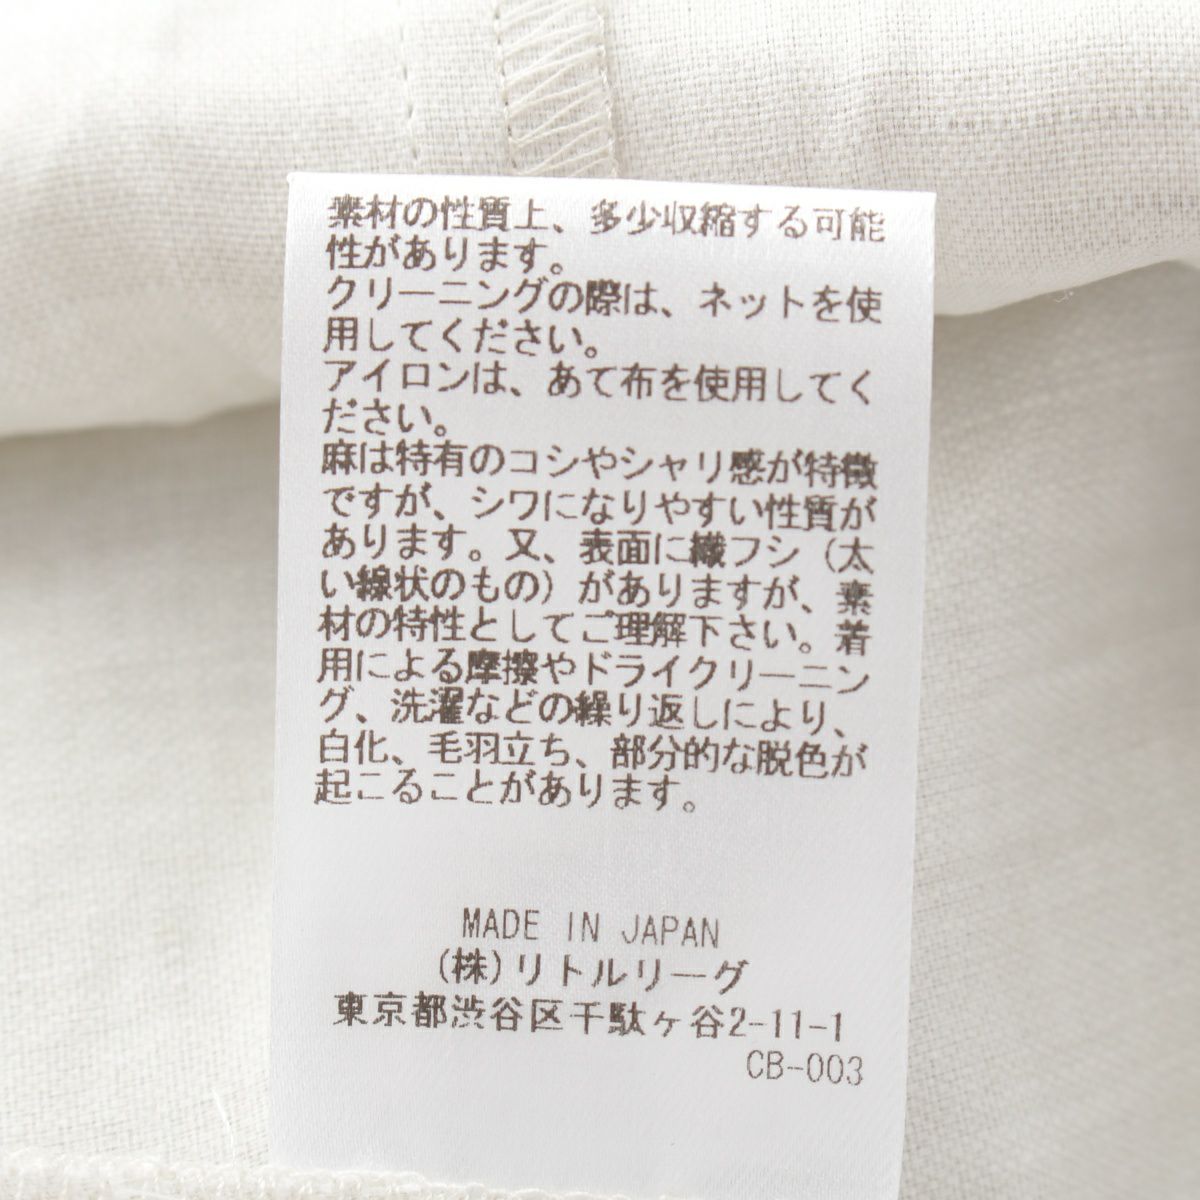 素材の性質上、多少収縮する可能
性があります。
クリーニングの際は、ネットを使
用してください。
アイロンは、あて布を使用してく
ださい。
麻は特有のコシやシャリ感が特徴
ですが、シワになりやすい性質が
あります。又、表面に織フシ（太
い線状のもの）がありますが、素
材の特性としてご理解下さい。着
用による摩擦やドライクリーニン
グ、洗濯などの繰り返しにより、
白化、毛羽立ち、部分的な脱色が
起こることがあります。
MADE IN JAPAN
(株)リトルリーグ
東京都渋谷区千駄ヶ谷2-11-1
CB-003